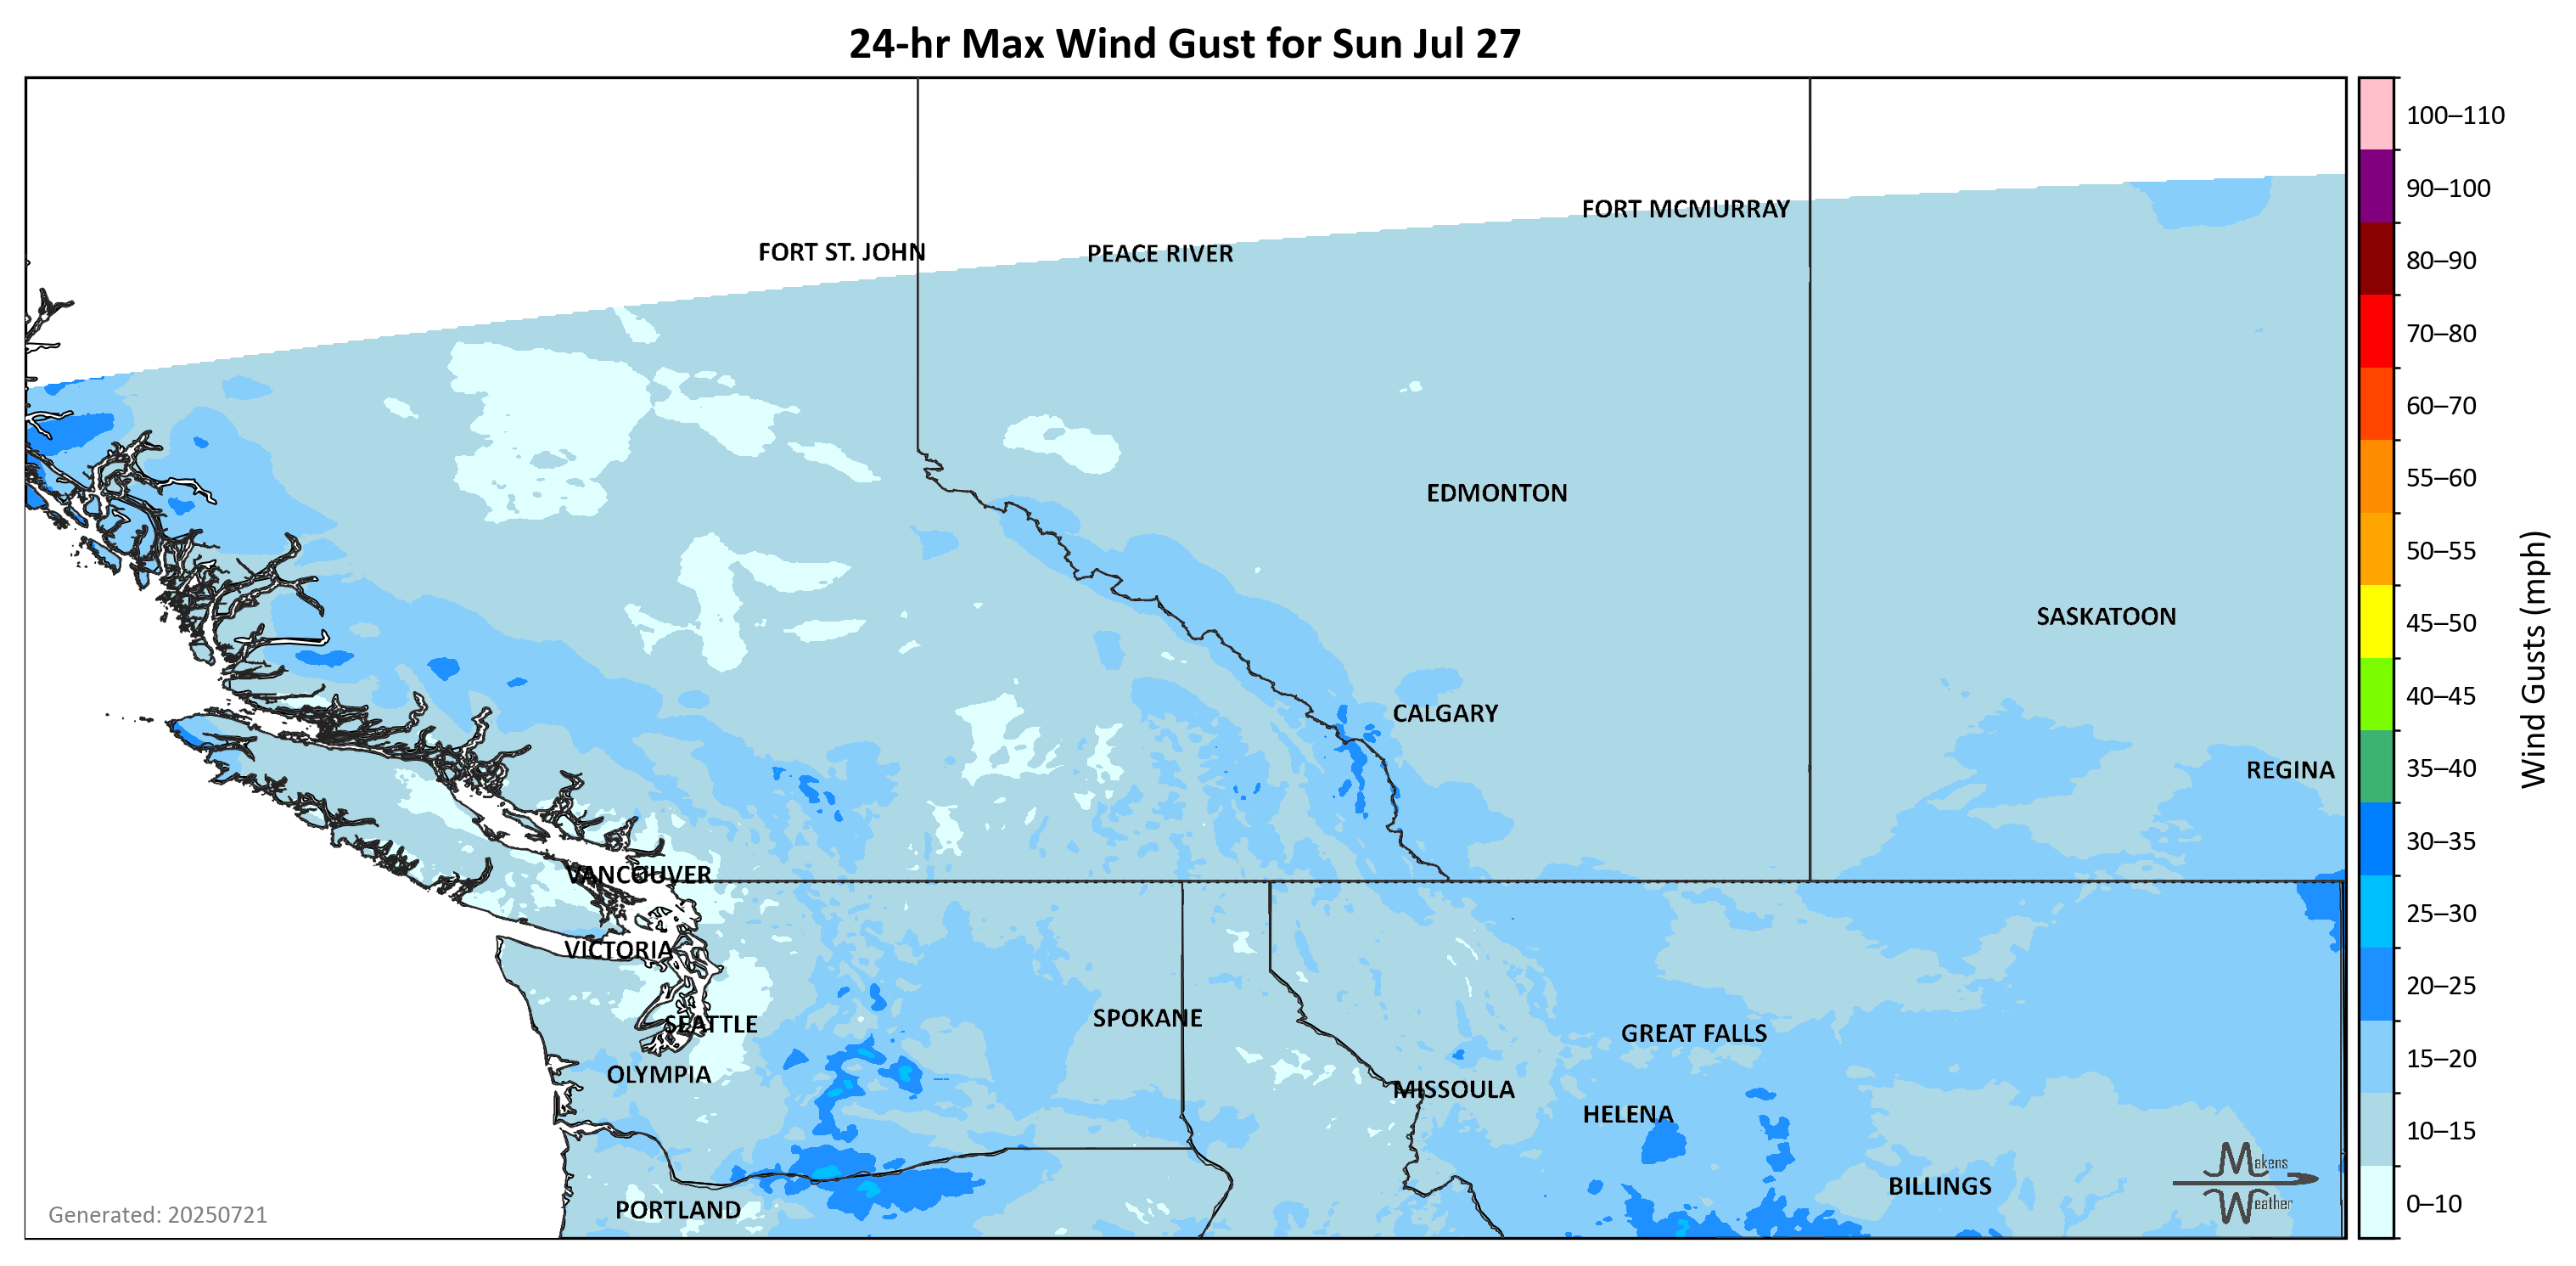 24-hr Max Wind Gust for Sun Jul 27
100–110
90–100
80–90
70–80
60–70
55–60
50–55
45–50
40–45
35–40
30–35
25–30
20–25
15–20
10–15
0–10
Wind Gusts (mph)
FORT MCMURRAY
FORT ST. JOHN
PEACE RIVER
EDMONTON
SASKATOON
CALGARY
REGINA
VANCOUVER
VICTORIA
SEATTLE
SPOKANE
GREAT FALLS
OLYMPIA
MISSOULA
HELENA
BILLINGS
PORTLAND
Makens
Weather
Generated: 20250721